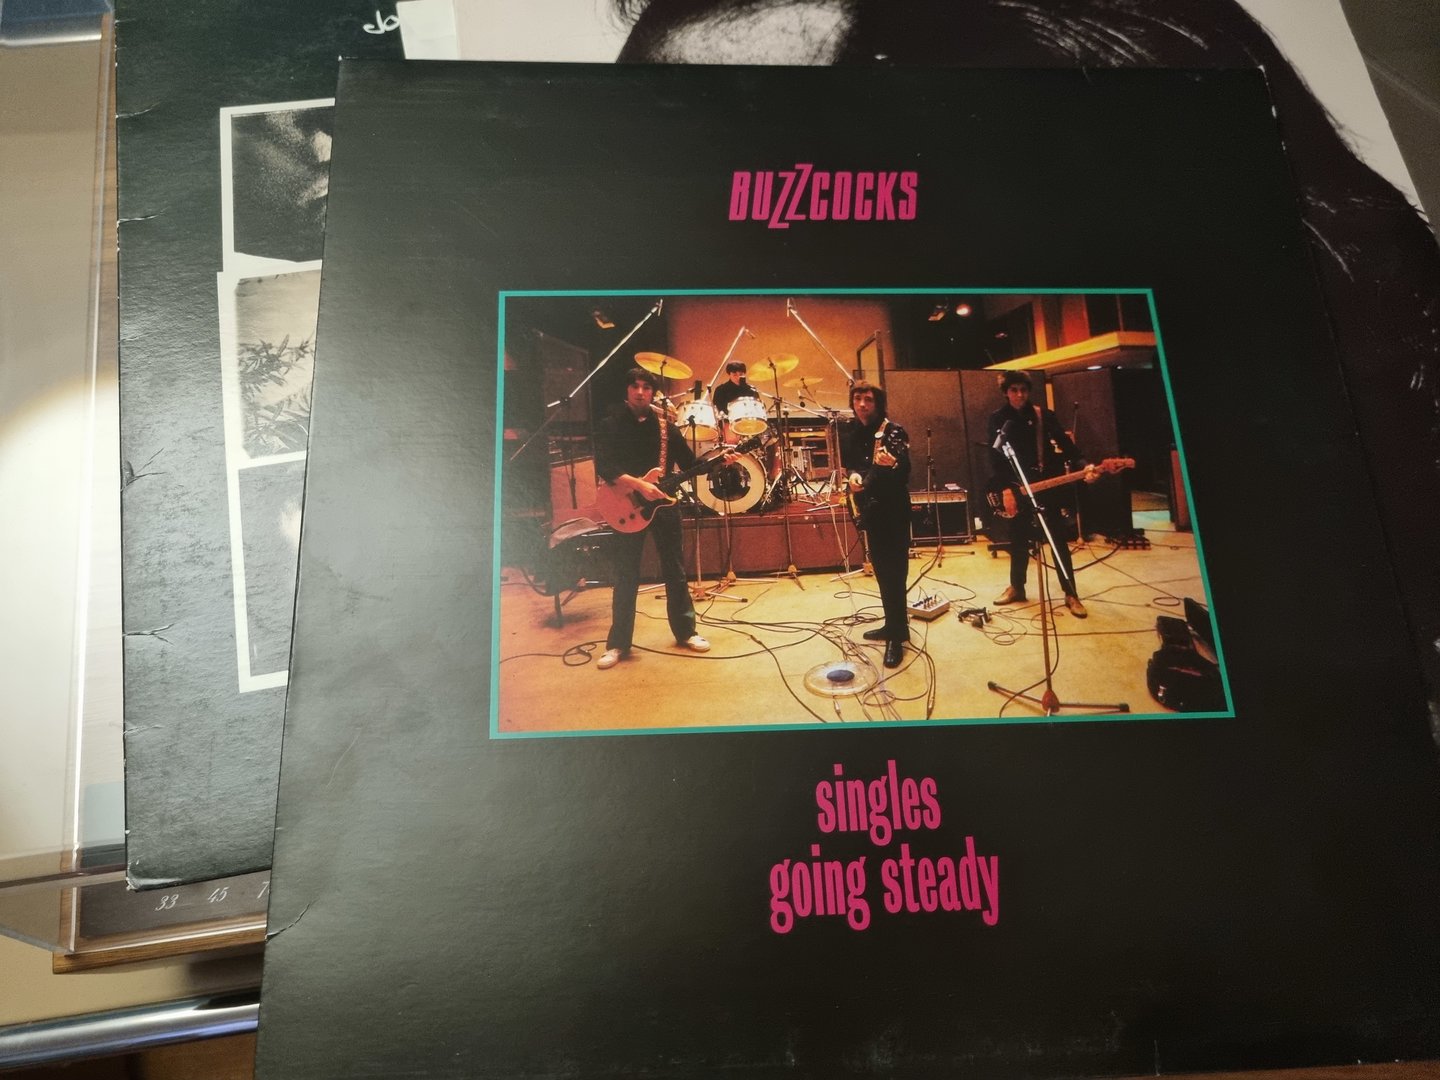 BUZZCOCKS
singles
going steady
33 45